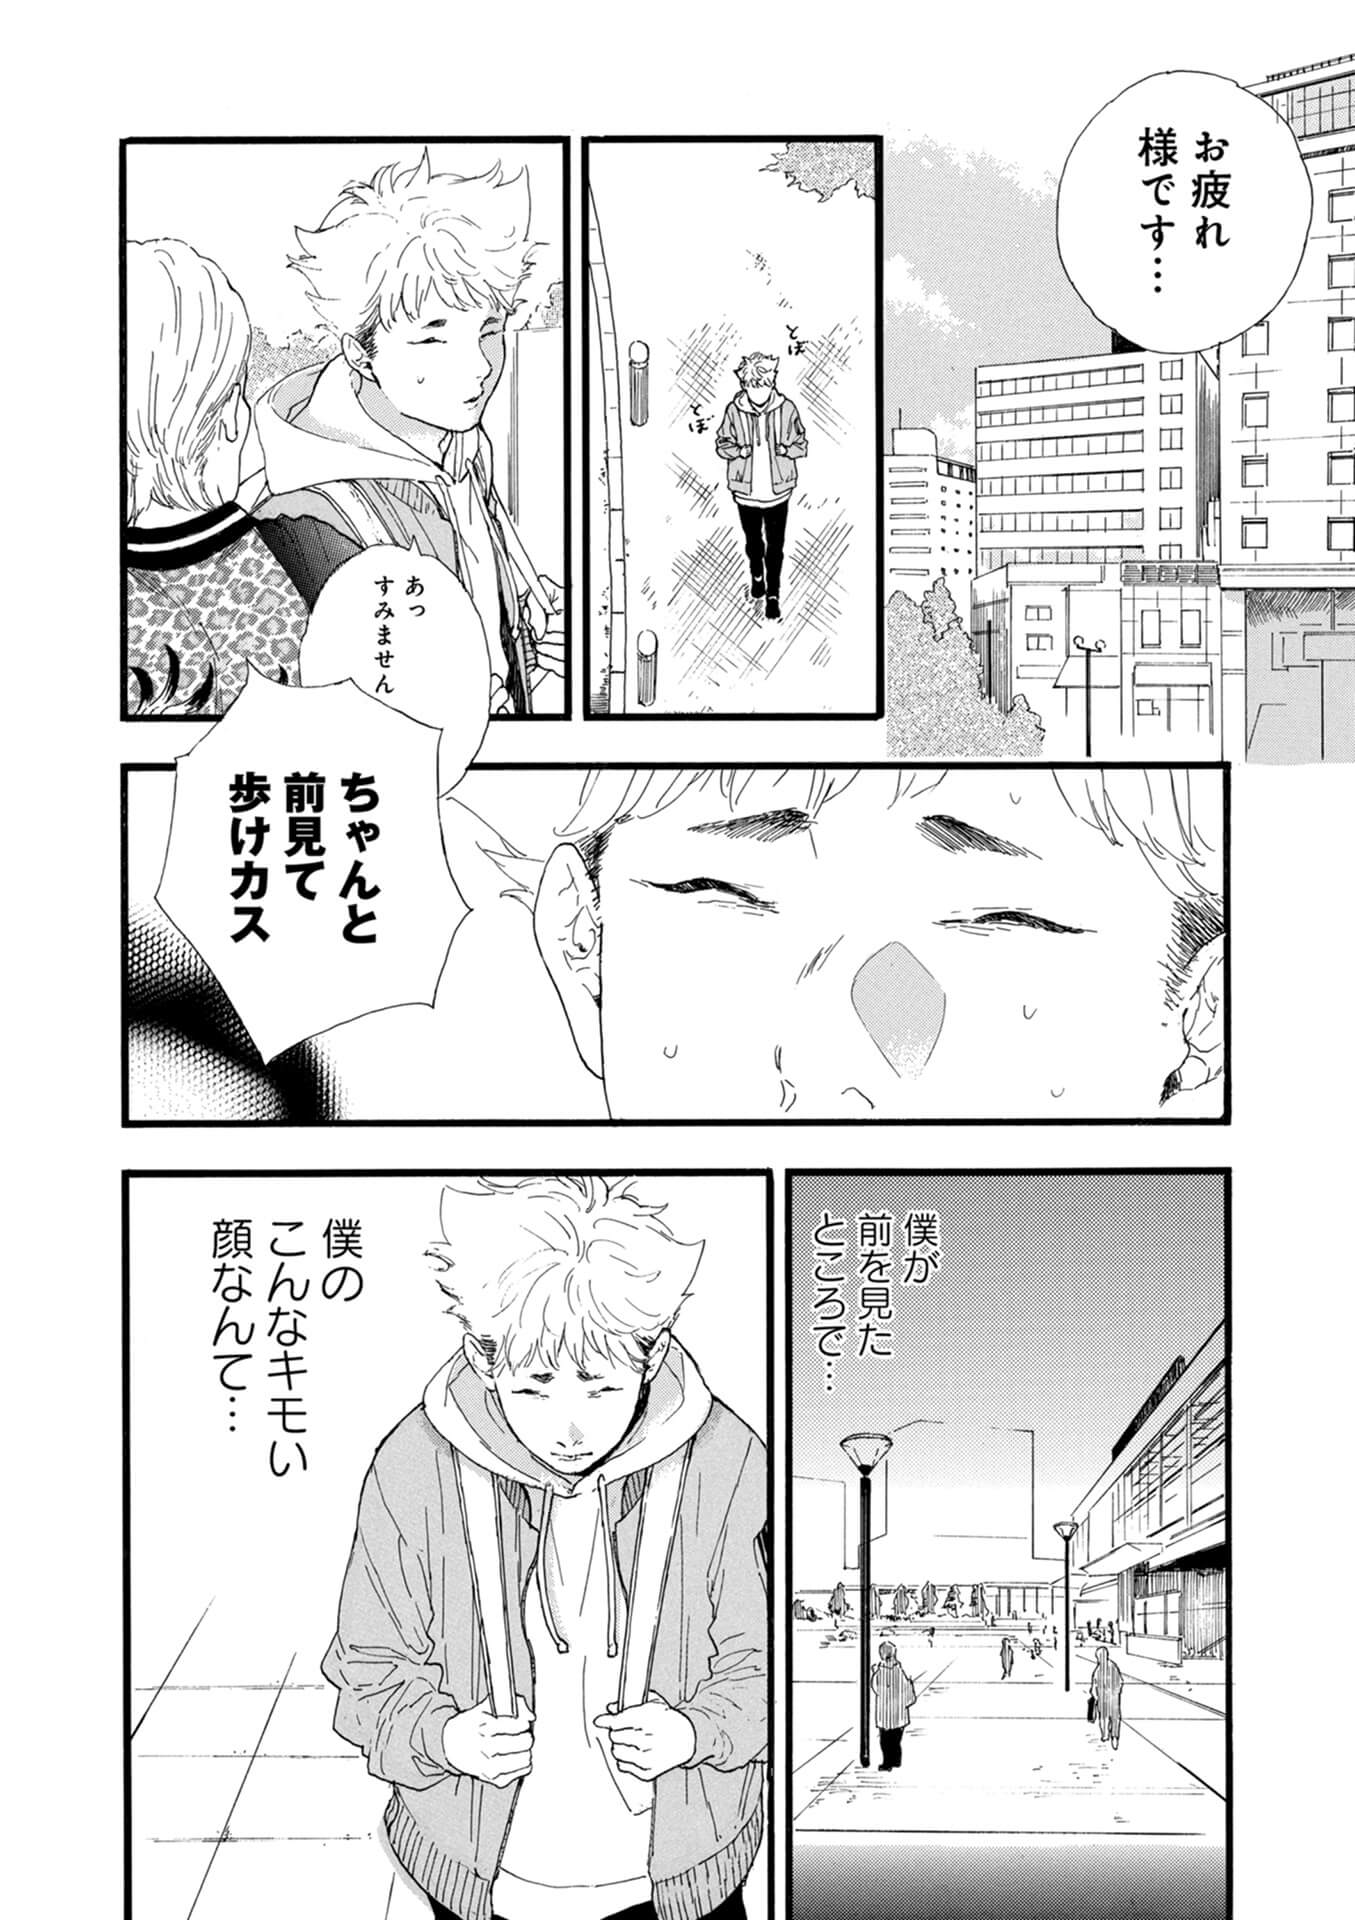 お疲れ
様です…
とぼ
とぼ
あっ
すみません
ちゃんと
前見て
歩けカス
僕が
前を見た
ところで…
僕の
こんなキモい
顔なんて…